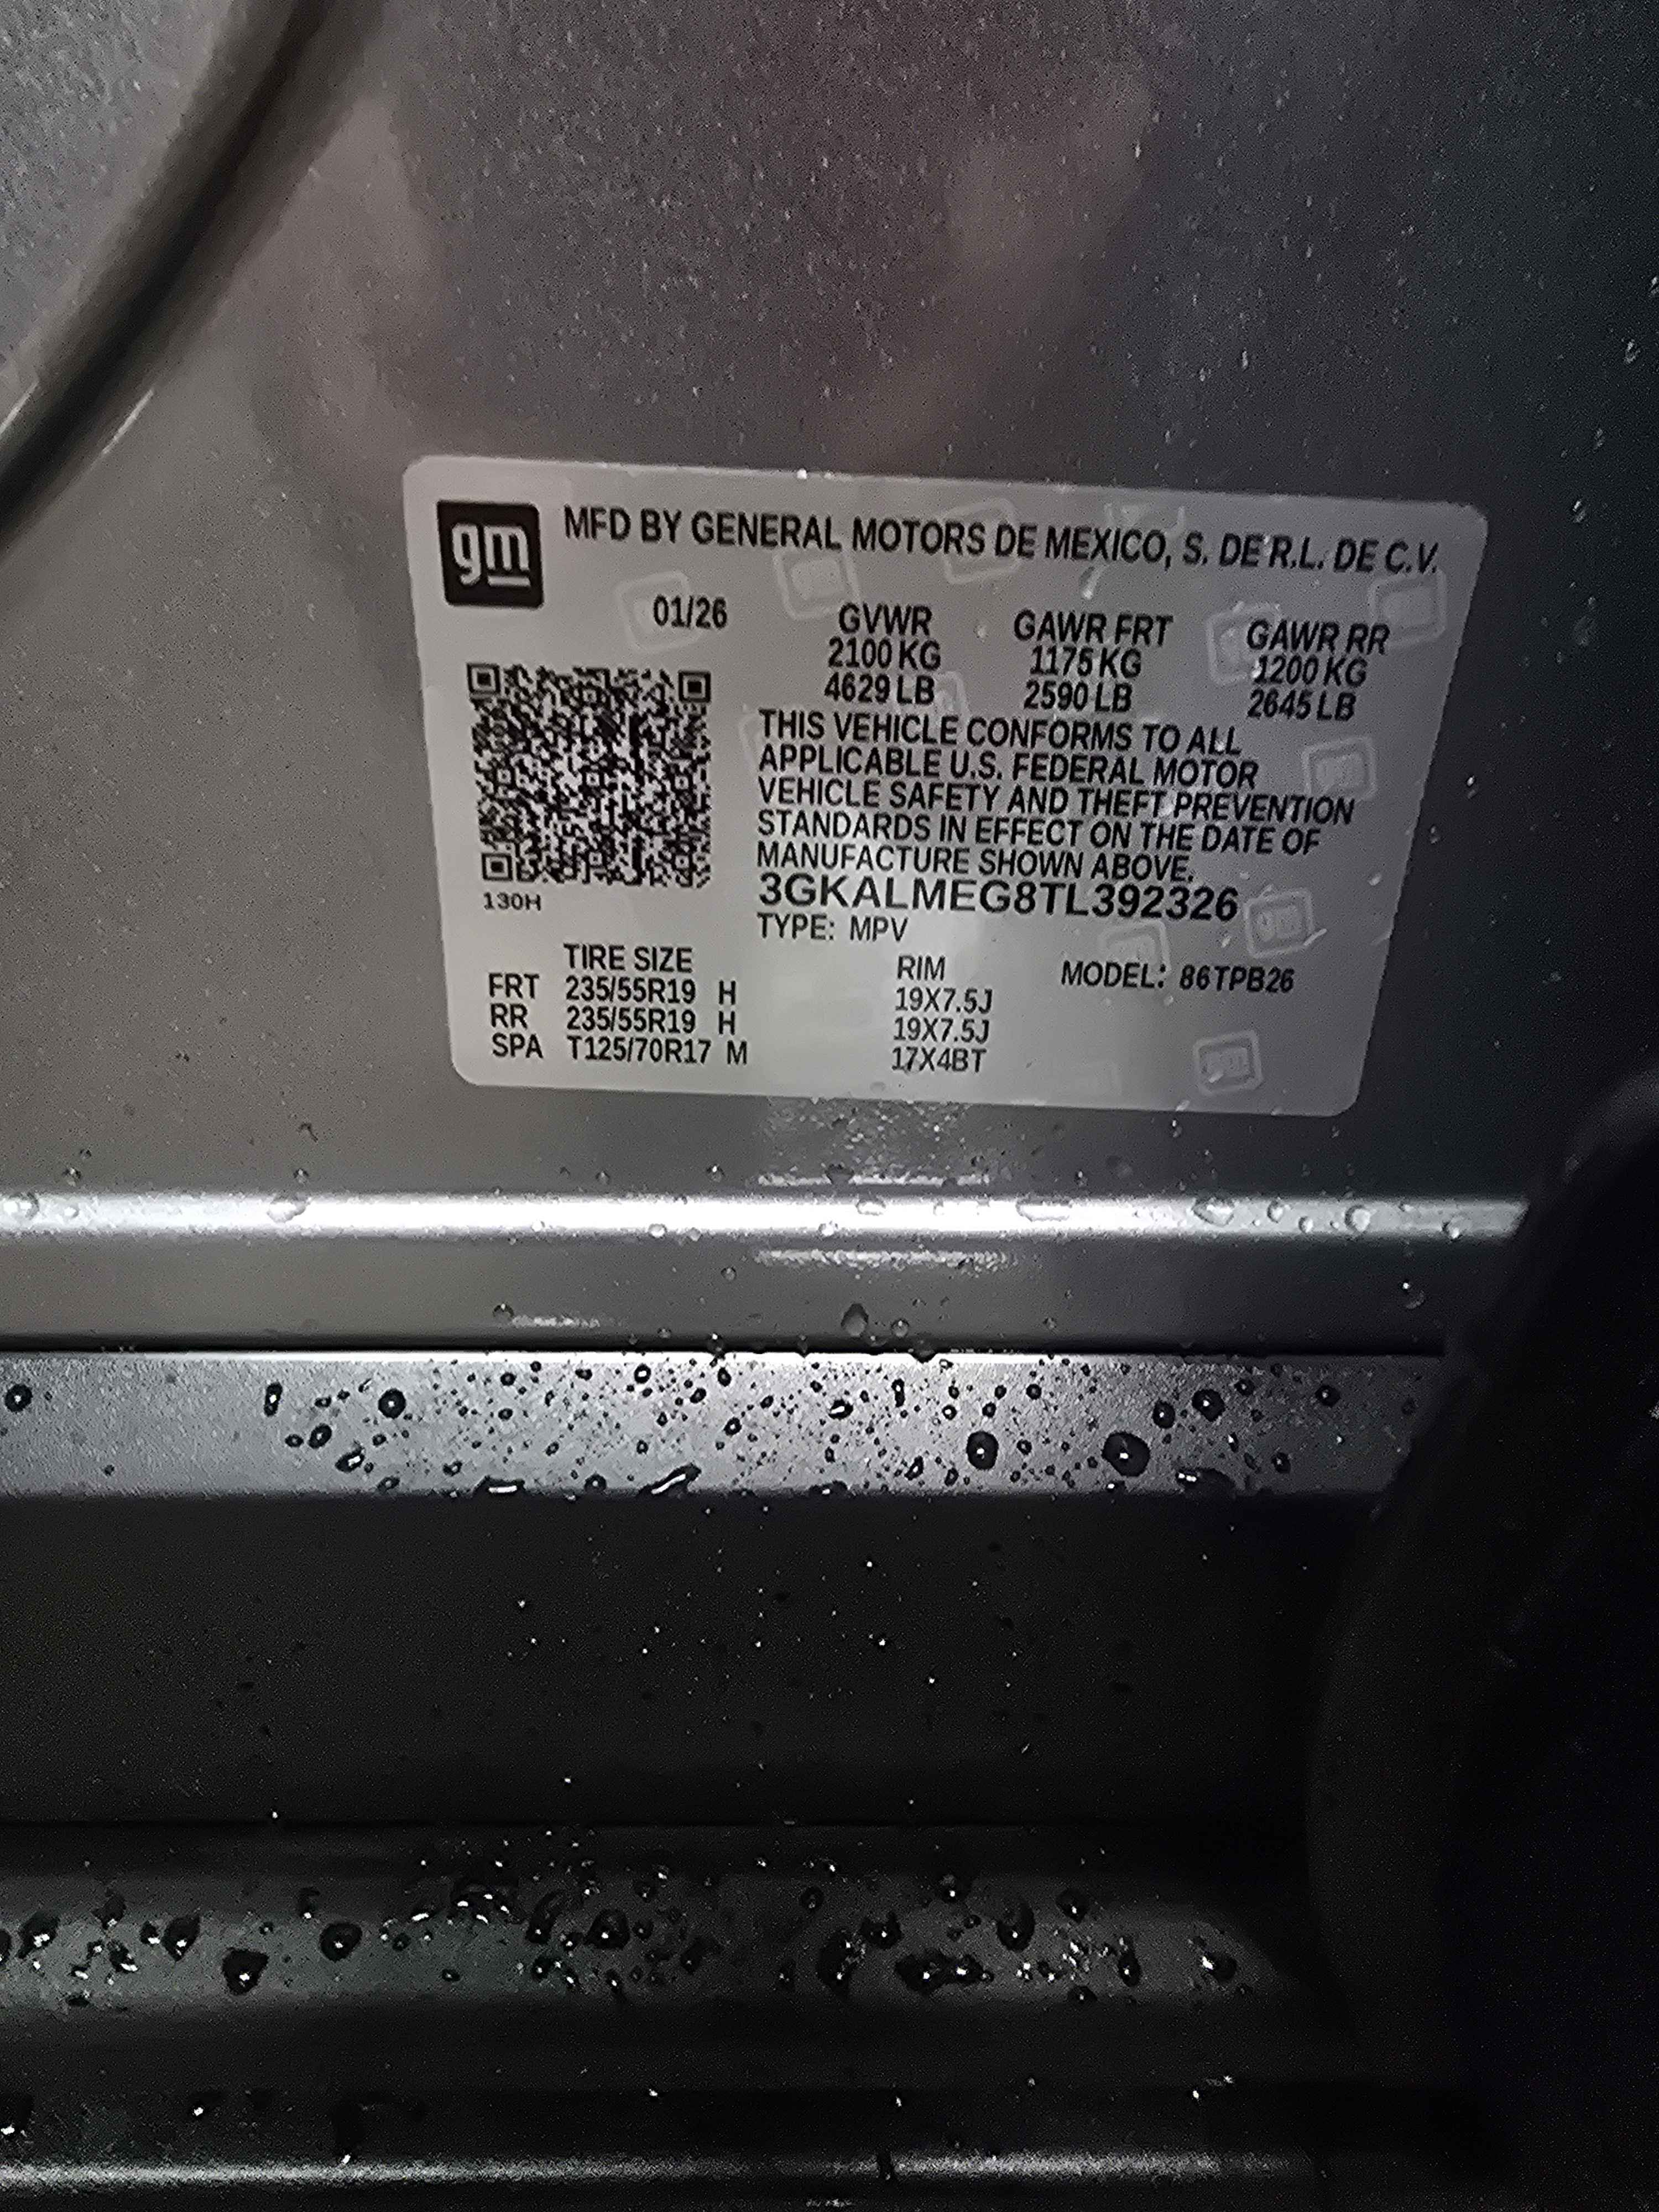 gm MFD BY GENERAL MOTORS DE MEXICO, S. DE R.L. DE C.V.
01/26 GVWR GAWR FRT GAWR RR
2100 KG 1175 KG 1200 KG
4629 LB 2590 LB 2645 LB
THIS VEHICLE CONFORMS TO ALL
APPLICABLE U.S. FEDERAL MOTOR
VEHICLE SAFETY AND THEFT PREVENTION
STANDARDS IN EFFECT ON THE DATE OF
MANUFACTURE SHOWN ABOVE.
130H
3GKALMEG8TL392326
TYPE: MPV
TIRE SIZE RIM MODEL: 86TPB26
FRT 235/55R19 H 19X7.5J
RR 235/55R19 H 19X7.5J
SPA T125/70R17 M 17X4BT